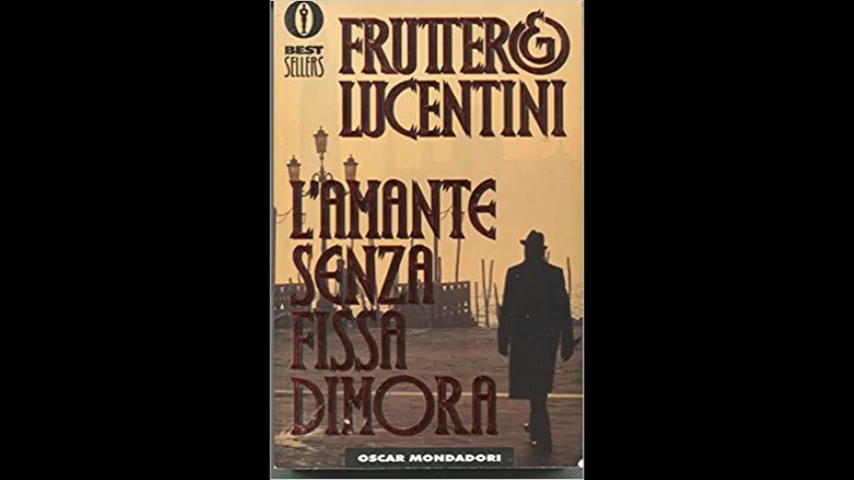 BEST
SELLERS
FRUTTERO&
LUCENTINI
L'AMANTE
SENZA
FISSA
DIMORA
OSCAR MONDADORI